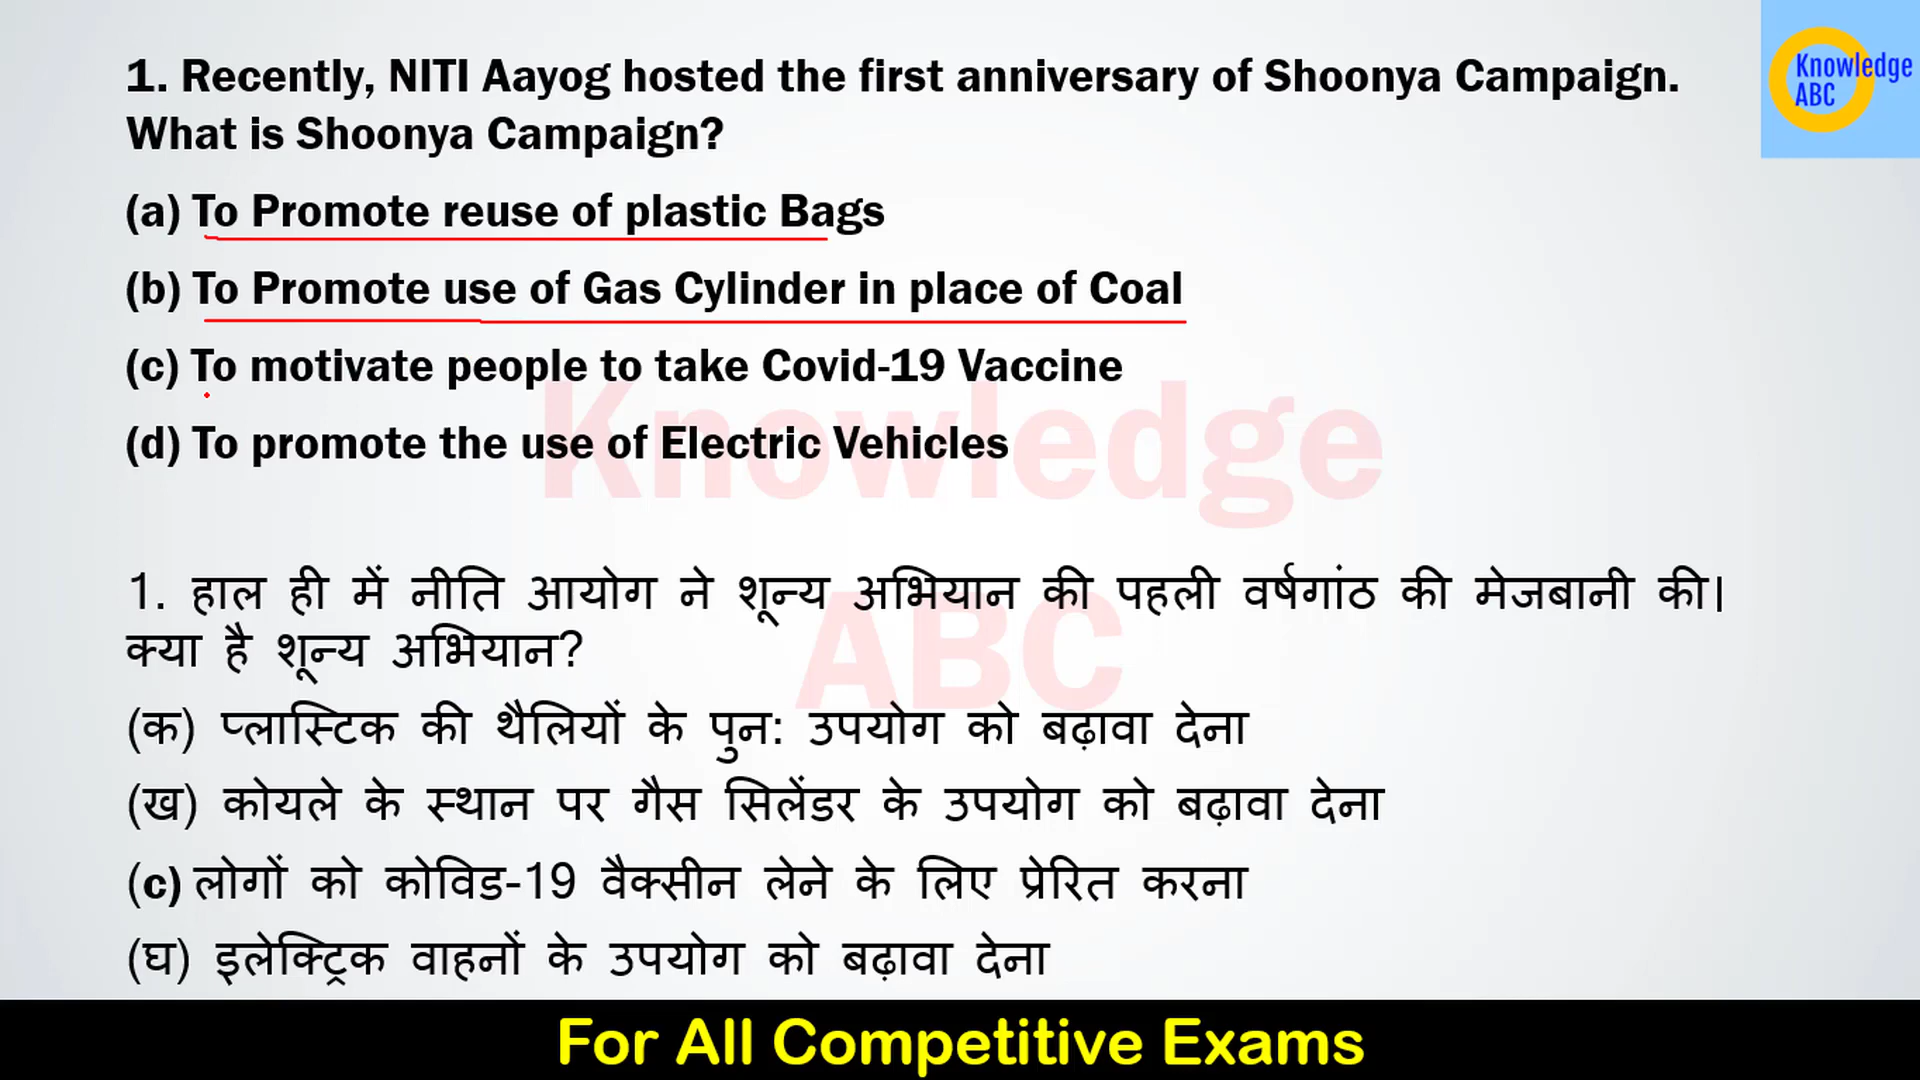 1. Recently, NITI Aayog hosted the first anniversary of Shoonya Campaign.
What is Shoonya Campaign?
(a) To Promote reuse of plastic Bags
(b) To Promote use of Gas Cylinder in place of Coal
(c) To motivate people to take Covid-19 Vaccine
(d) To promote the use of Electric Vehicles
Knowledge
ABC
Knowledge
ABC
1. हाल ही में नीति आयोग ने शून्य अभियान की पहली वर्षगांठ की मेजबानी की।
क्या है शून्य अभियान?
(क) प्लास्टिक की थैलियों के पुन: उपयोग को बढ़ावा देना
(ख) कोयले के स्थान पर गैस सिलेंडर के उपयोग को बढ़ावा देना
(c) लोगों को कोविड-19 वैक्सीन लेने के लिए प्रेरित करना
(घ) इलेक्ट्रिक वाहनों के उपयोग को बढ़ावा देना
For All Competitive Exams